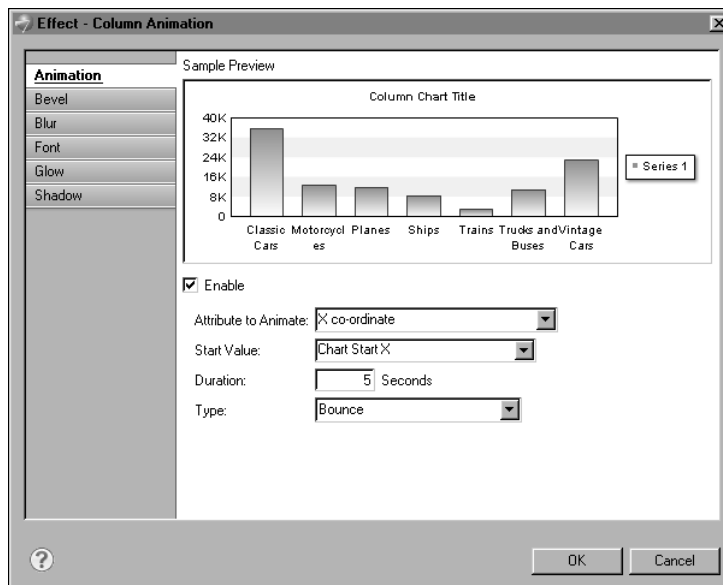 Effect - Column Animation
Animation
Bevel
Blur
Font
Glow
Shadow
Sample Preview
Column Chart Title
40K
32K
24K
16K
8K
0
Classic Cars
Motorcycl es
Planes
Ships
Trains
Trucks and Buses
Vintage Cars
Series 1
Enable
Attribute to Animate: X co-ordinate
Start Value: Chart Start X
Duration: 5 Seconds
Type: Bounce
?
OK Cancel